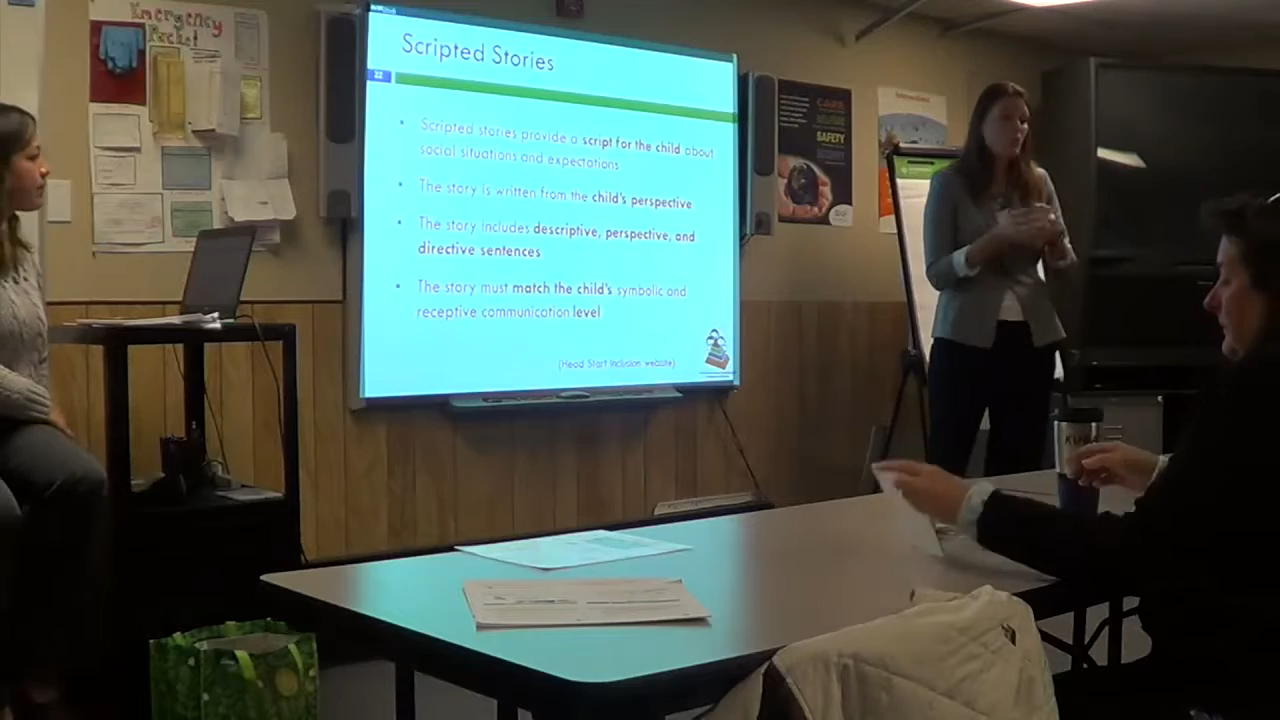 Emergency
Packet
Scripted Stories
22
• Scripted stories provide a script for the child about
social situations and expectations
• The story is written from the child's perspective
• The story includes descriptive, perspective, and
directive sentences
• The story must match the child's symbolic and
receptive communication level
(Head Start Inclusion website)
CARE
SAFETY
SECURITY